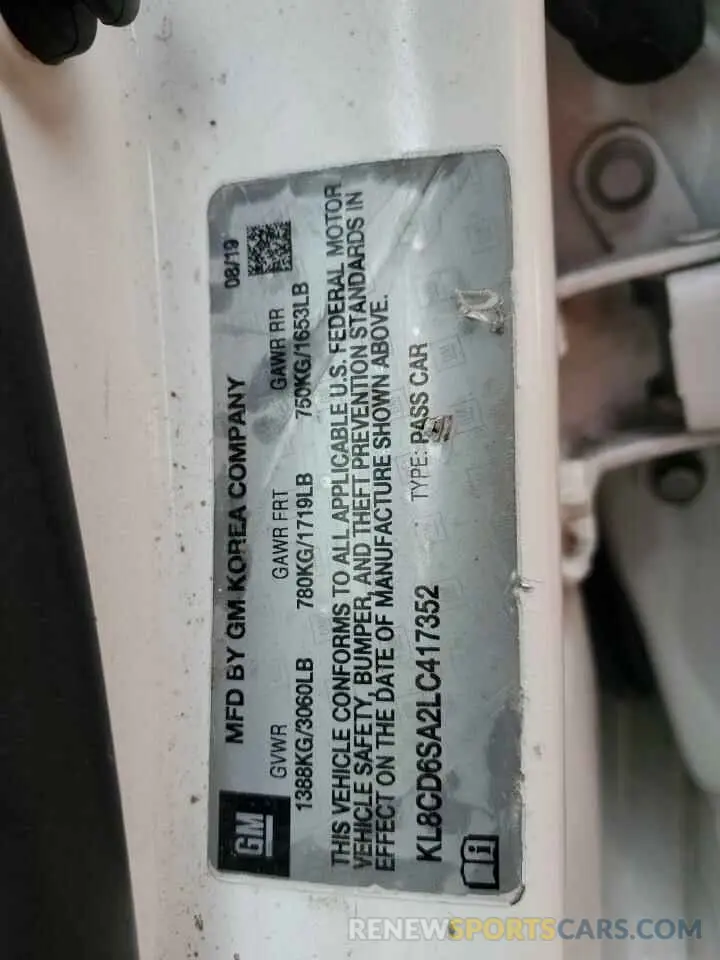 GM
MFD BY GM KOREA COMPANY 08/19
GVWR GAWR FRT GAWR RR
1388KG/3060LB 780KG/1719LB 750KG/1653LB
THIS VEHICLE CONFORMS TO ALL APPLICABLE U.S. FEDERAL MOTOR
VEHICLE SAFETY, BUMPER, AND THEFT PREVENTION STANDARDS IN
EFFECT ON THE DATE OF MANUFACTURE SHOWN ABOVE.
KL8CD6SA2LC417352 TYPE: PASS CAR
RENEWSPORTSCARS.COM